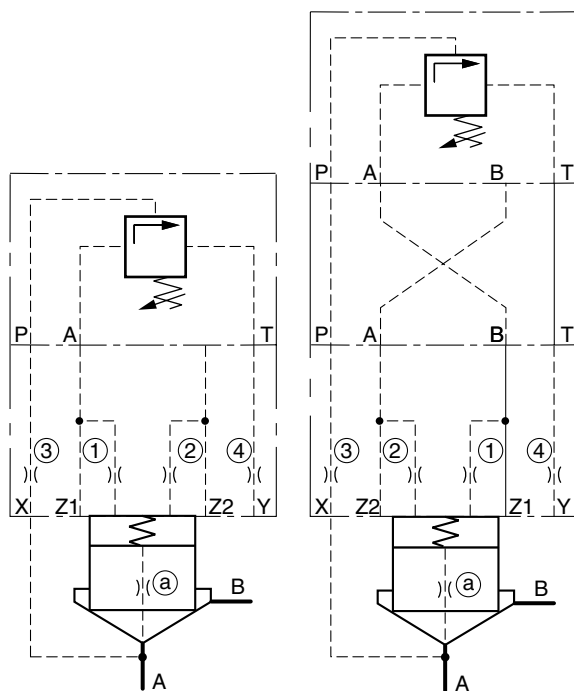 P A B T
P A T
P A B T
3 1 2 4
3 2 1 4
X Z1 Z2 Y
X Z2 Z1 Y
a
B
A
a
B
A